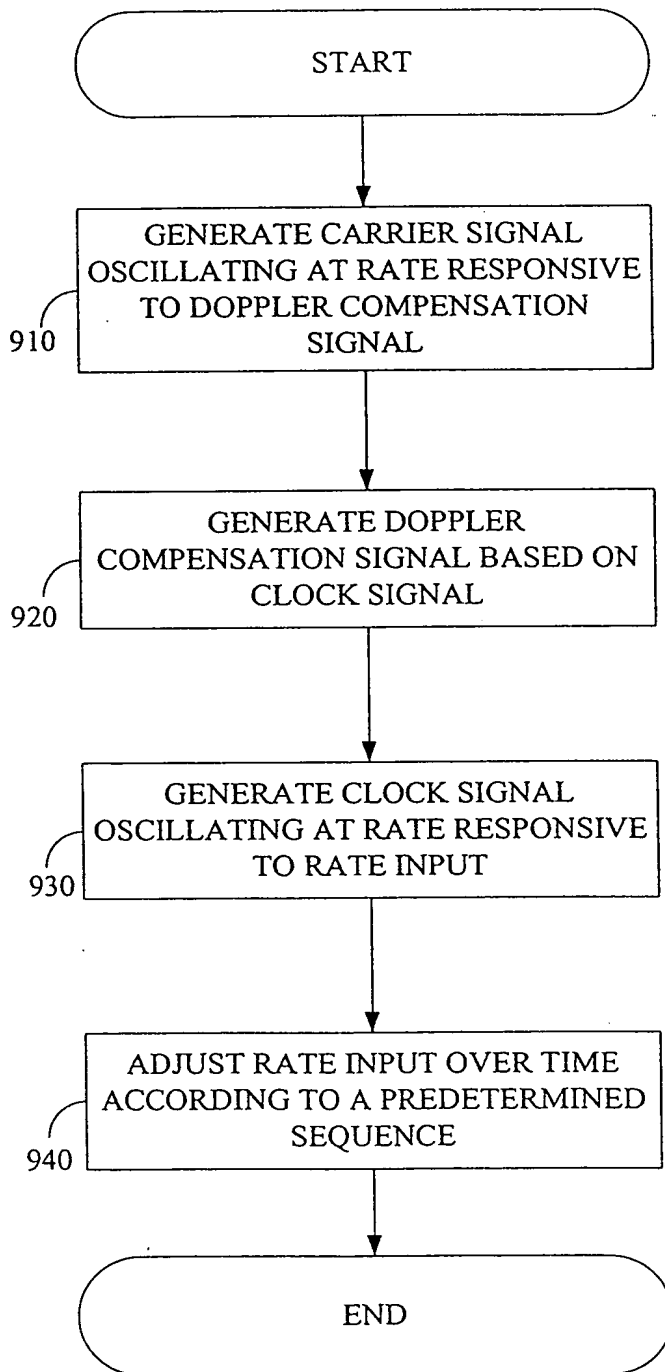 START
GENERATE CARRIER SIGNAL
OSCILLATING AT RATE RESPONSIVE
TO DOPPLER COMPENSATION
SIGNAL
910
GENERATE DOPPLER
COMPENSATION SIGNAL BASED ON
CLOCK SIGNAL
920
GENERATE CLOCK SIGNAL
OSCILLATING AT RATE RESPONSIVE
TO RATE INPUT
930
ADJUST RATE INPUT OVER TIME
ACCORDING TO A PREDETERMINED
SEQUENCE
940
END